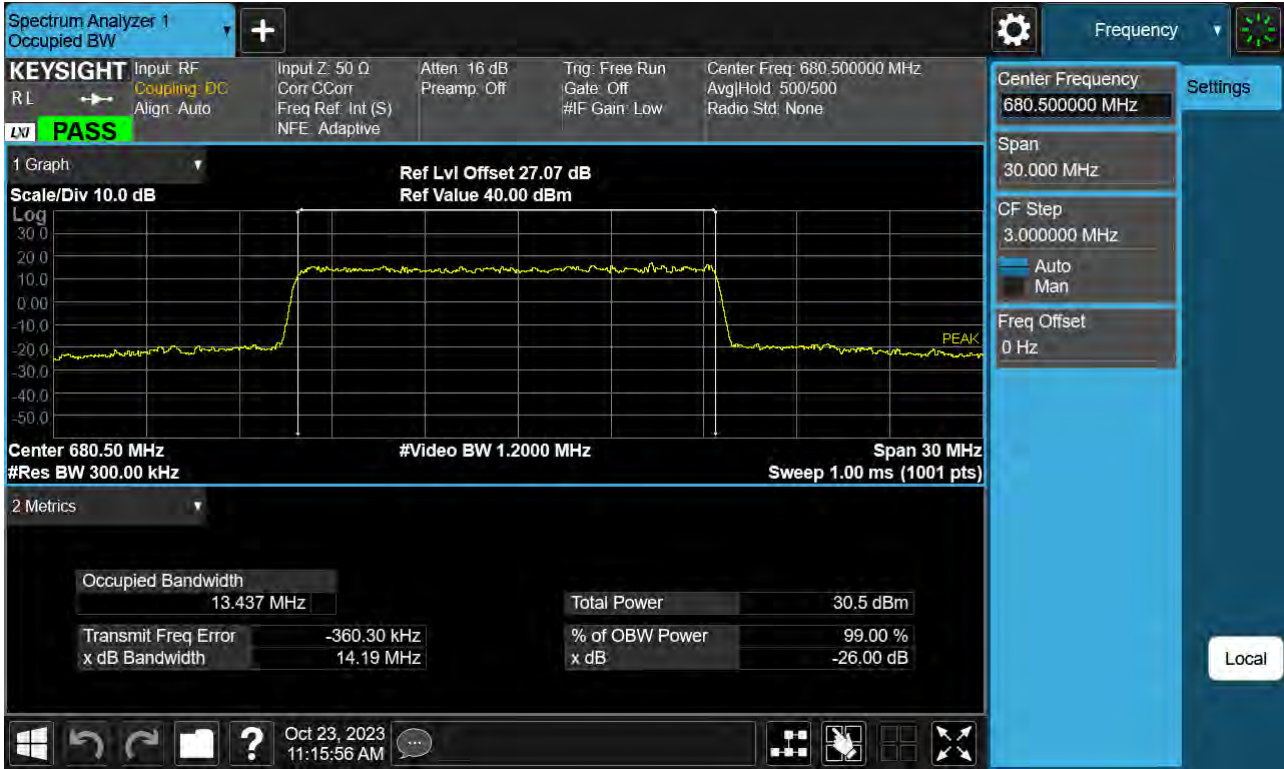 Spectrum Analyzer 1
Occupied BW
+
Frequency
KEYSIGHT
RL
LXI
PASS
Input: RF
Coupling: DC
Align: Auto
Input Z: 50 Ω
Corr CCorr
Freq Ref: Int (S)
NFE: Adaptive
Atten: 16 dB
Preamp: Off
Trig: Free Run
Gate: Off
#IF Gain: Low
Center Freq: 680.500000 MHz
Avg|Hold: 500/500
Radio Std: None
Center Frequency
680.500000 MHz
Settings
Span
30.000 MHz
CF Step
3.000000 MHz
Auto
Man
Freq Offset
0 Hz
Local
1 Graph
Scale/Div 10.0 dB
Ref Lvl Offset 27.07 dB
Ref Value 40.00 dBm
Log
30.0
20.0
10.0
0.00
-10.0
-20.0
-30.0
-40.0
-50.0
PEAK
Center 680.50 MHz
#Video BW 1.2000 MHz
Span 30 MHz
#Res BW 300.00 kHz
Sweep 1.00 ms (1001 pts)
2 Metrics
Occupied Bandwidth
13.437 MHz
Total Power 30.5 dBm
Transmit Freq Error -360.30 kHz
% of OBW Power 99.00 %
x dB Bandwidth 14.19 MHz
x dB -26.00 dB
?
Oct 23, 2023
11:15:56 AM